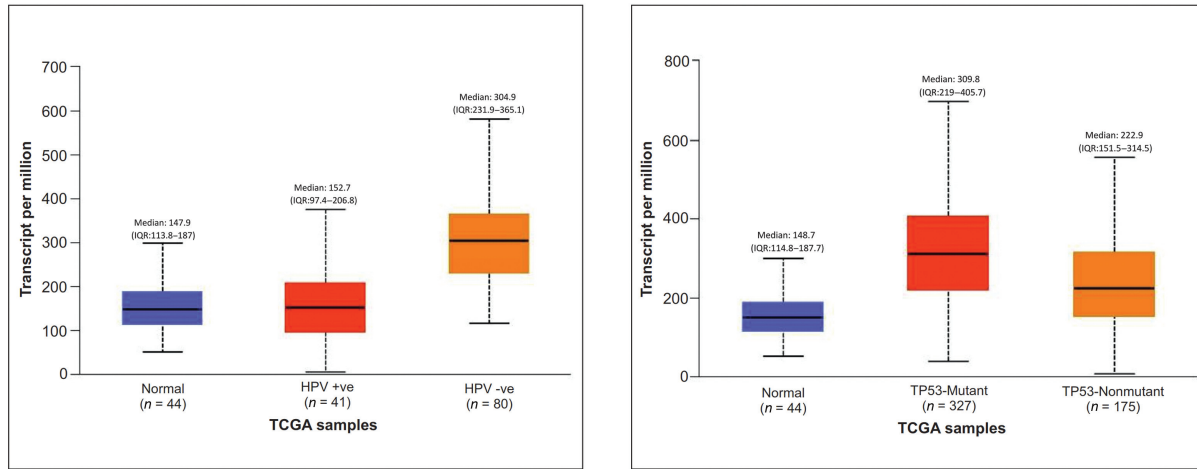 Transcript per million
700
600
500
400
300
200
100
0
Median: 147.9
(IQR:113.8–187)
Median: 152.7
(IQR:97.4–206.8)
Median: 304.9
(IQR:231.9–365.1)
Normal
(n = 44)
HPV +ve
(n = 41)
HPV -ve
(n = 80)
TCGA samples
Transcript per million
800
600
400
200
0
Median: 148.7
(IQR:114.8–187.7)
Median: 309.8
(IQR:219–405.7)
Median: 222.9
(IQR:151.5–314.5)
Normal
(n = 44)
TP53-Mutant
(n = 327)
TP53-Nonmutant
(n = 175)
TCGA samples